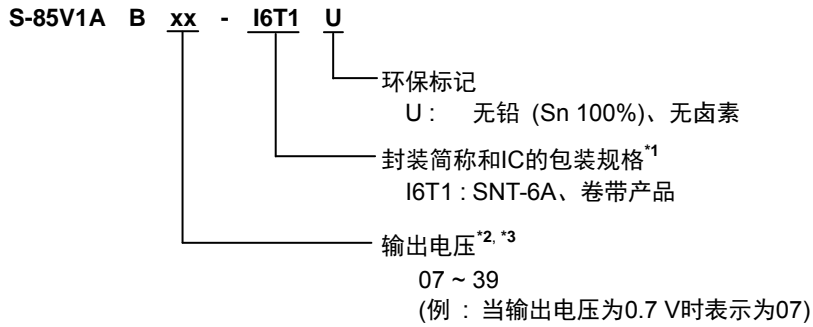 S-85V1A B xx - I6T1 U
环保标记
U : 无铅 (Sn 100%)、无卤素
封装简称和IC的包装规格*1
I6T1 : SNT-6A、卷带产品
输出电压*2, *3
07 ~ 39
(例 : 当输出电压为0.7 V时表示为07)